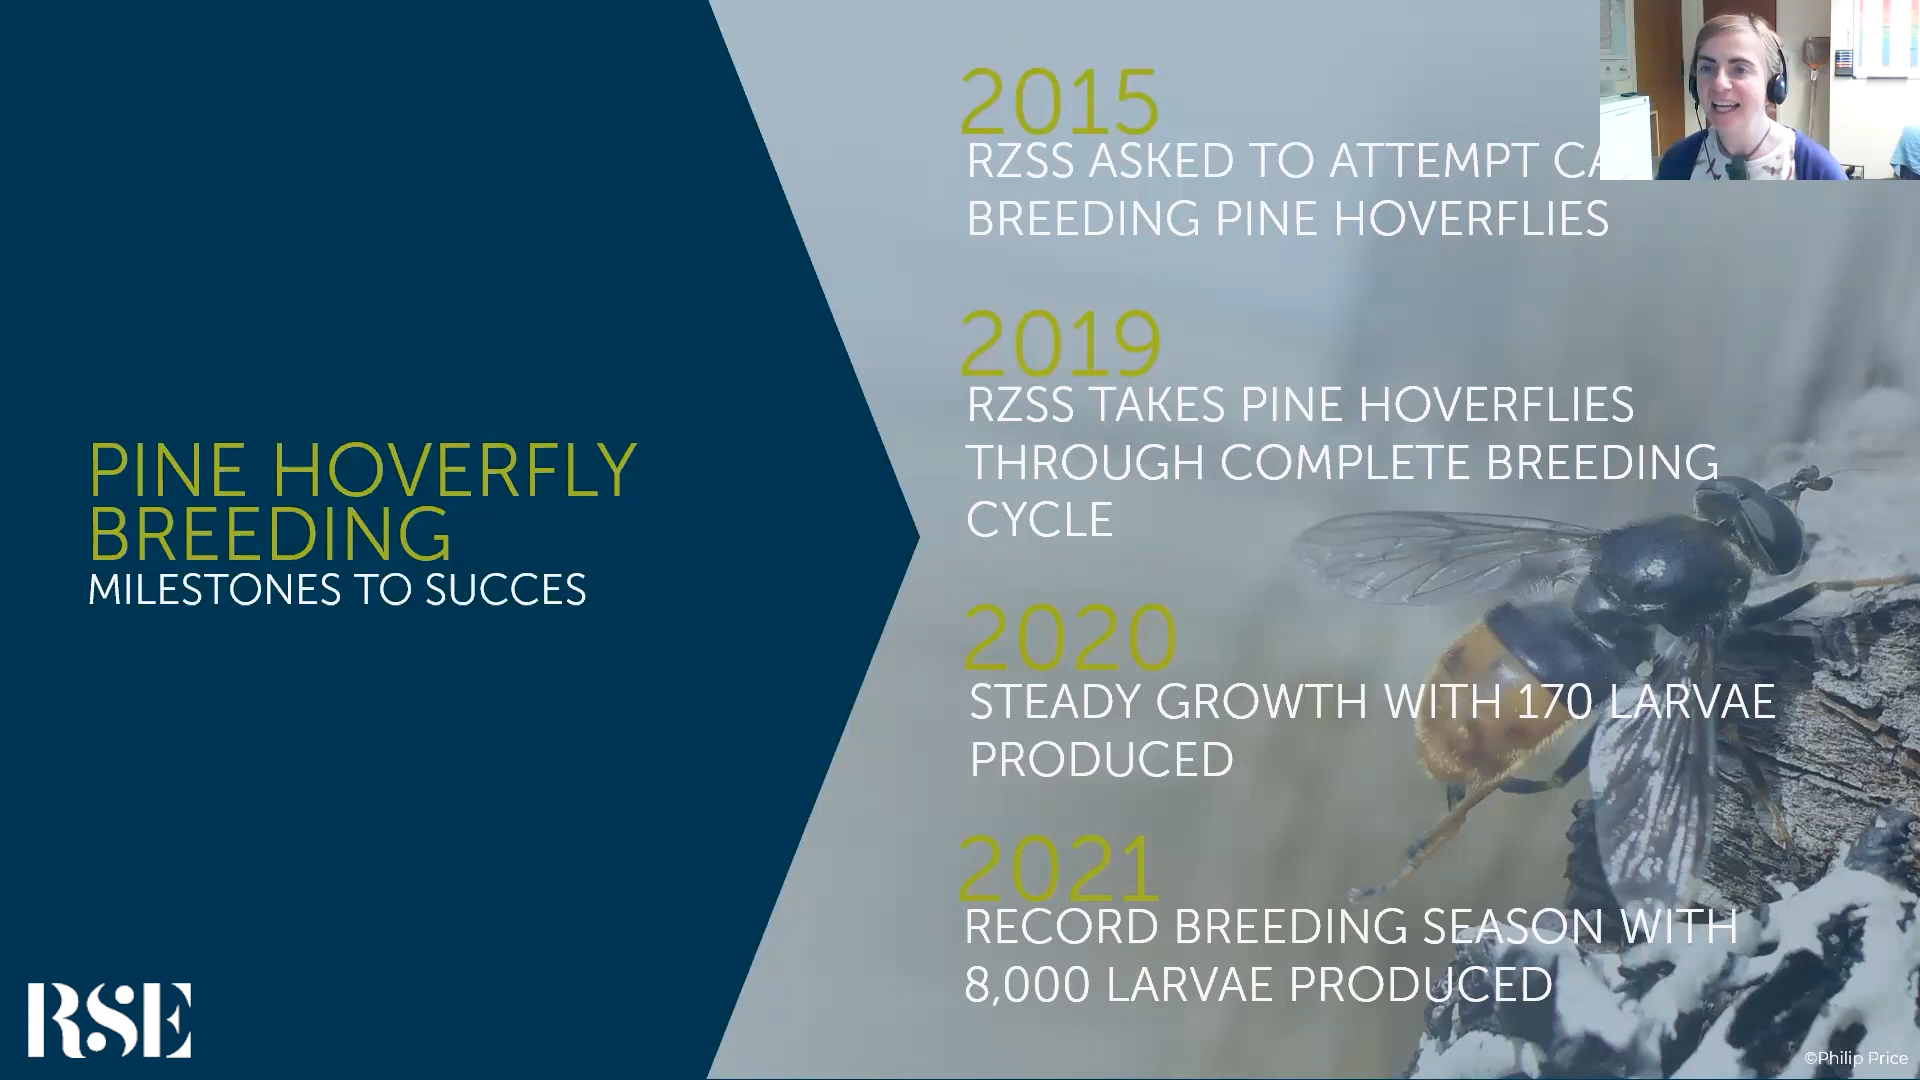 PINE HOVERFLY
BREEDING
MILESTONES TO SUCCES
2015
RZSS ASKED TO ATTEMPT
BREEDING PINE HOVERFLIES
2019
RZSS TAKES PINE HOVERFLIES
THROUGH COMPLETE BREEDING
CYCLE
2020
STEADY GROWTH WITH 170 LARVAE
PRODUCED
2021
RECORD BREEDING SEASON WITH
8,000 LARVAE PRODUCED
RSE
©Philip Price